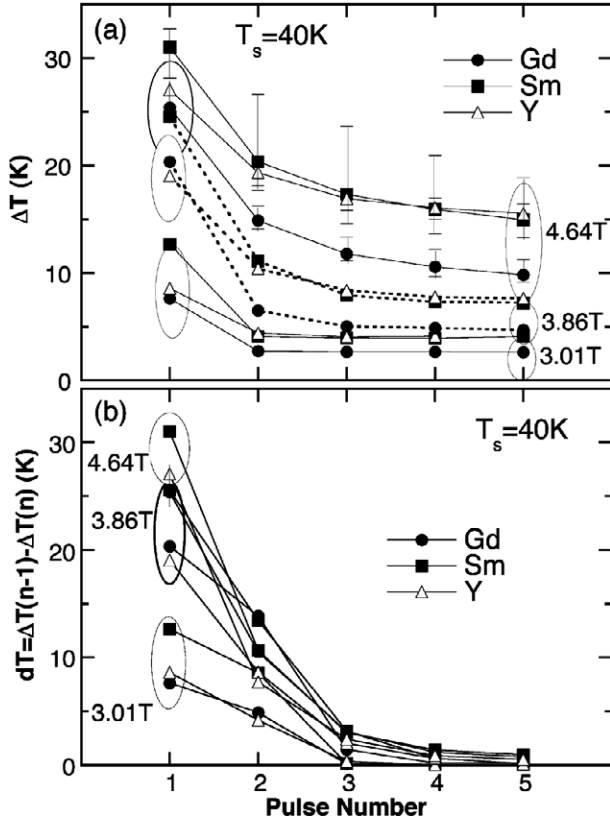 (a)
T_s=40K
Gd
Sm
Y
30
20
10
0
ΔT (K)
4.64T
3.86T
3.01T
(b)
T_s=40K
30
20
10
0
dT=ΔT(n-1)-ΔT(n) (K)
4.64T
3.86T
3.01T
Gd
Sm
Y
1 2 3 4 5
Pulse Number